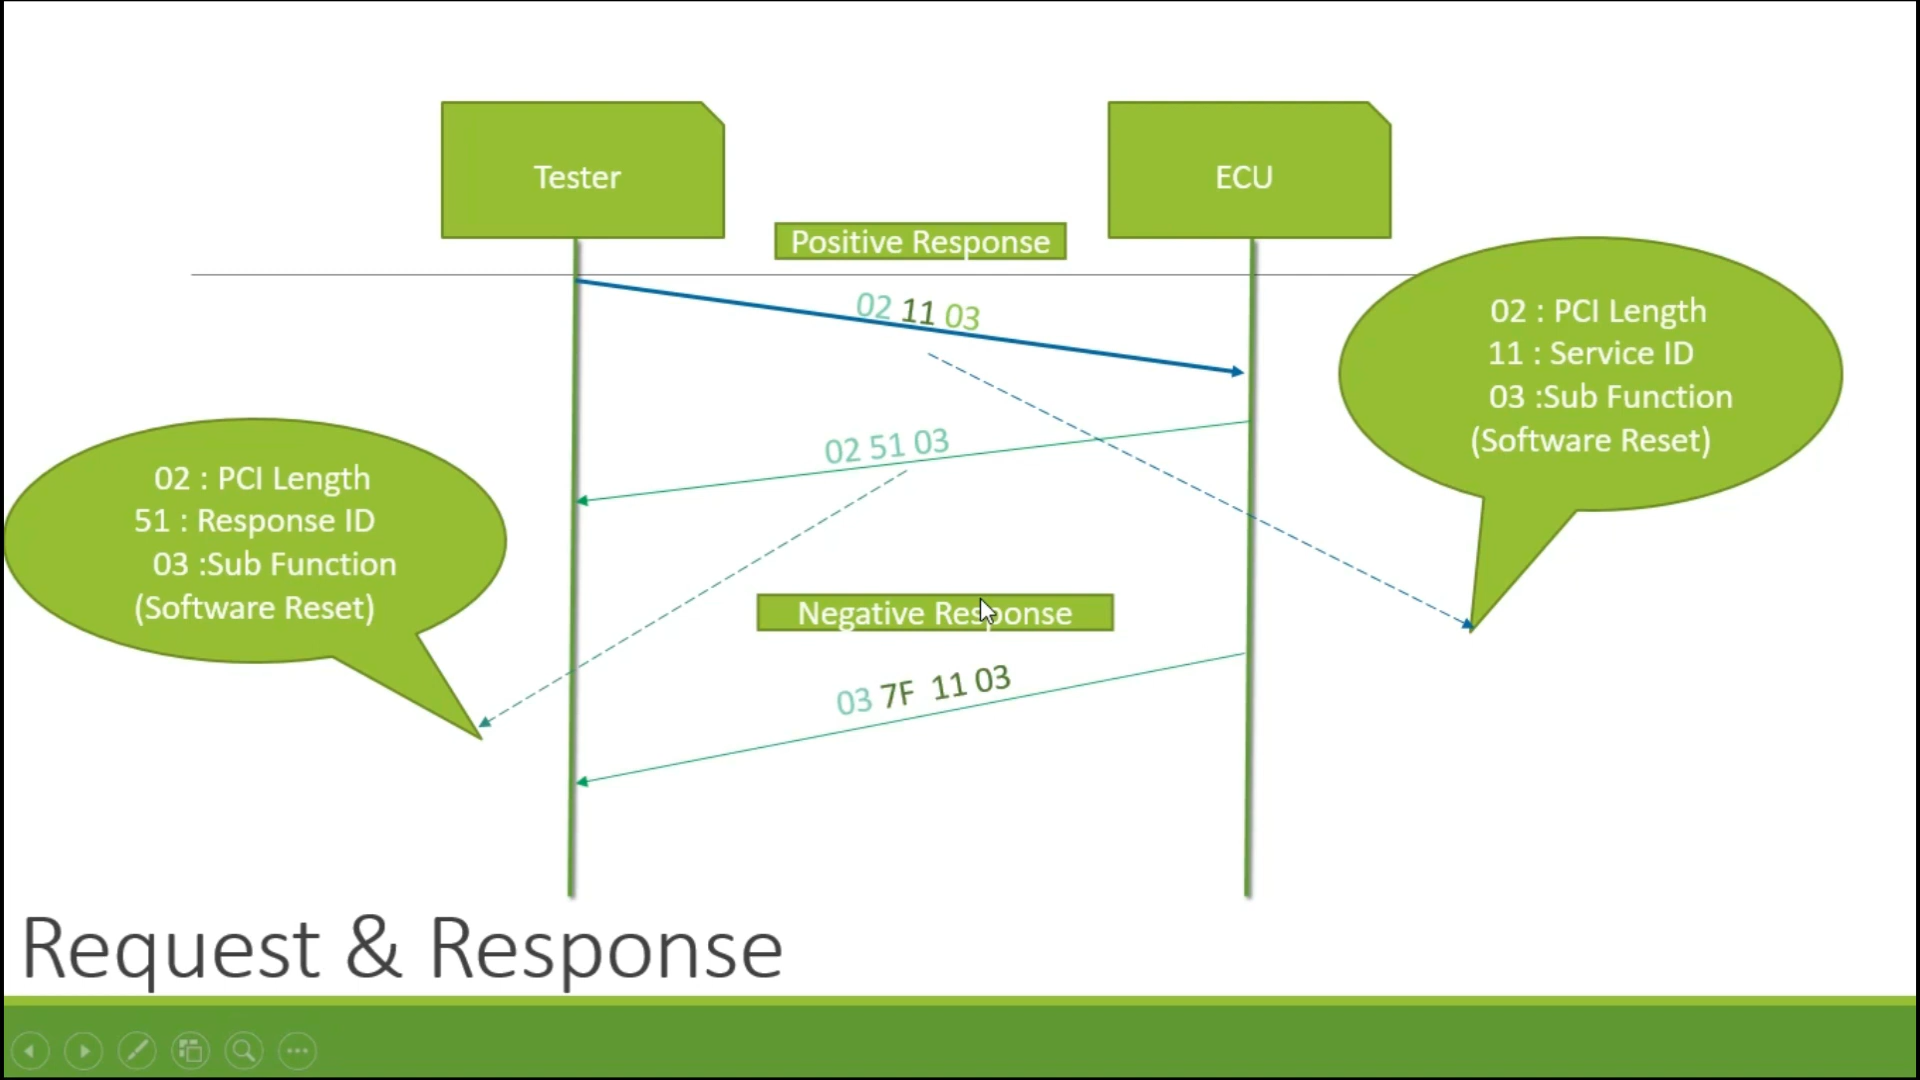 Tester
ECU
Positive Response
02 11 03
02 : PCI Length
11 : Service ID
03 :Sub Function
(Software Reset)
02 51 03
02 : PCI Length
51 : Response ID
03 :Sub Function
(Software Reset)
Negative Response
03 7F 11 03
Request & Response